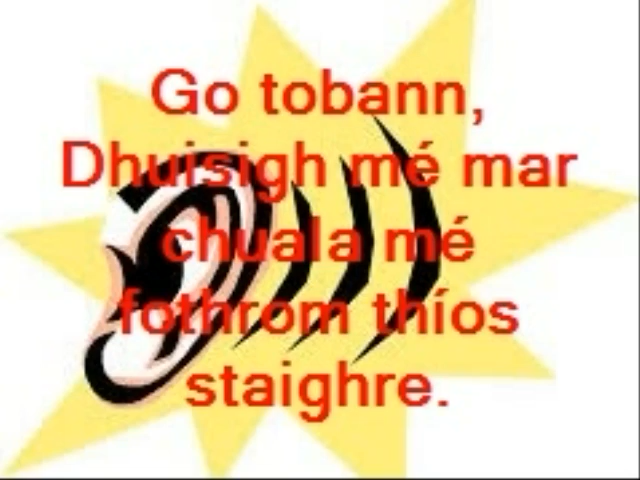 Go tobann,
Dhuisigh mé mar
chuala mé
fothrom thíos
staighre.